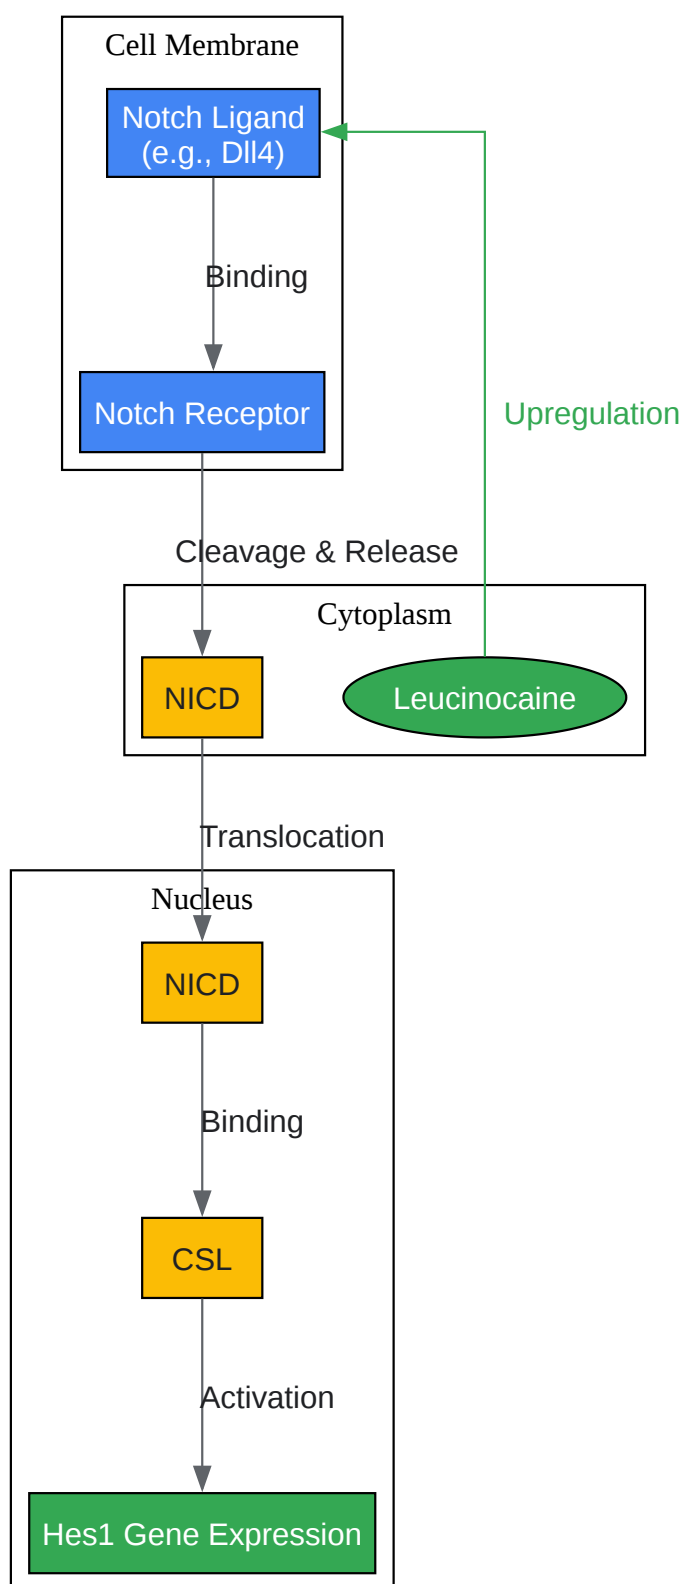 Cell Membrane
Notch Ligand
(e.g., Dll4)
Binding
Notch Receptor
Upregulation
Cleavage & Release
Cytoplasm
NICD
Leucinocaine
Translocation
Nucleus
NICD
Binding
CSL
Activation
Hes1 Gene Expression